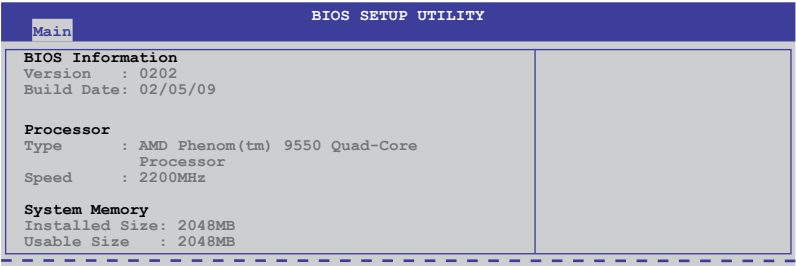 BIOS SETUP UTILITY
Main
BIOS Information
Version : 0202
Build Date: 02/05/09
Processor
Type : AMD Phenom(tm) 9550 Quad-Core
Processor
Speed : 2200MHz
System Memory
Installed Size: 2048MB
Usable Size : 2048MB